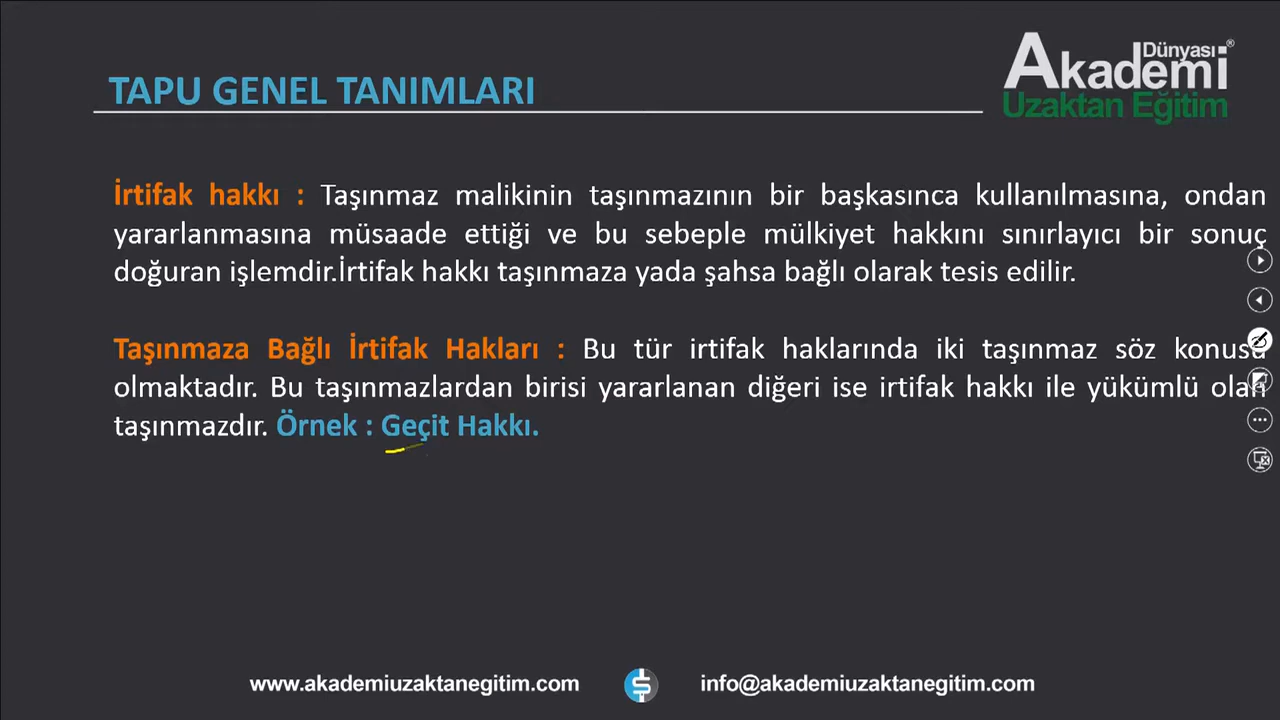 TAPU GENEL TANIMLARI
Dünyası®
Akademi
Uzaktan Eğitim
İrtifak hakkı : Taşınmaz malikinin taşınmazının bir başkasınca kullanılmasına, ondan
yararlanmasına müsaade ettiği ve bu sebeple mülkiyet hakkını sınırlayıcı bir sonuç
doğuran işlemdir.İrtifak hakkı taşınmaza yada şahsa bağlı olarak tesis edilir.
Taşınmaza Bağlı İrtifak Hakları : Bu tür irtifak haklarında iki taşınmaz söz konusu
olmaktadır. Bu taşınmazlardan birisi yararlanan diğeri ise irtifak hakkı ile yükümlü olan
taşınmazdır. Örnek : Geçit Hakkı.
www.akademiuzaktanegitim.com
info@akademiuzaktanegitim.com